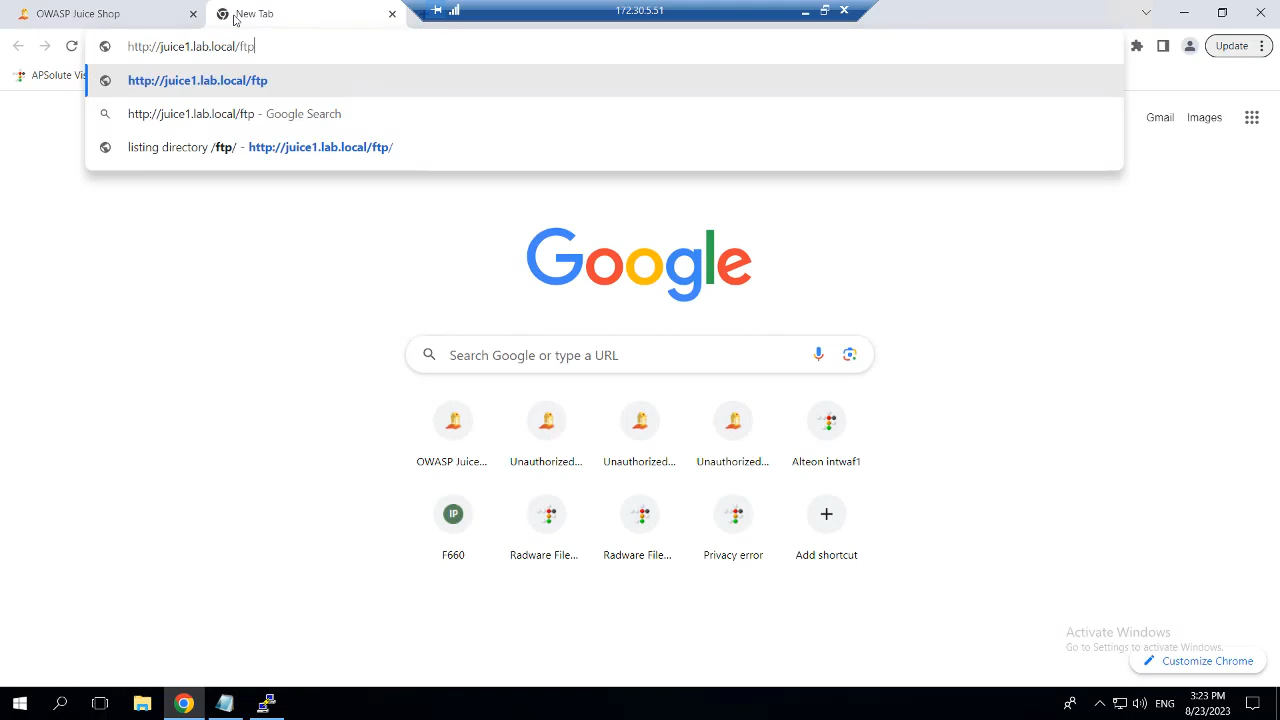 OWASP Juice Shop
New Tab
172.30.5.51
http://juice1.lab.local/ftp
Update
APSolute Vis
http://juice1.lab.local/ftp
http://juice1.lab.local/ftp - Google Search
listing directory /ftp/ - http://juice1.lab.local/ftp/
Gmail Images
Google
Search Google or type a URL
OWASP Juice... Unauthorized... Unauthorized... Unauthorized... Alteon intwaf1
IP
F660 Radware File... Radware File... Privacy error Add shortcut
Activate Windows
Go to Settings to activate Windows.
Customize Chrome
ENG
3:23 PM
8/23/2023